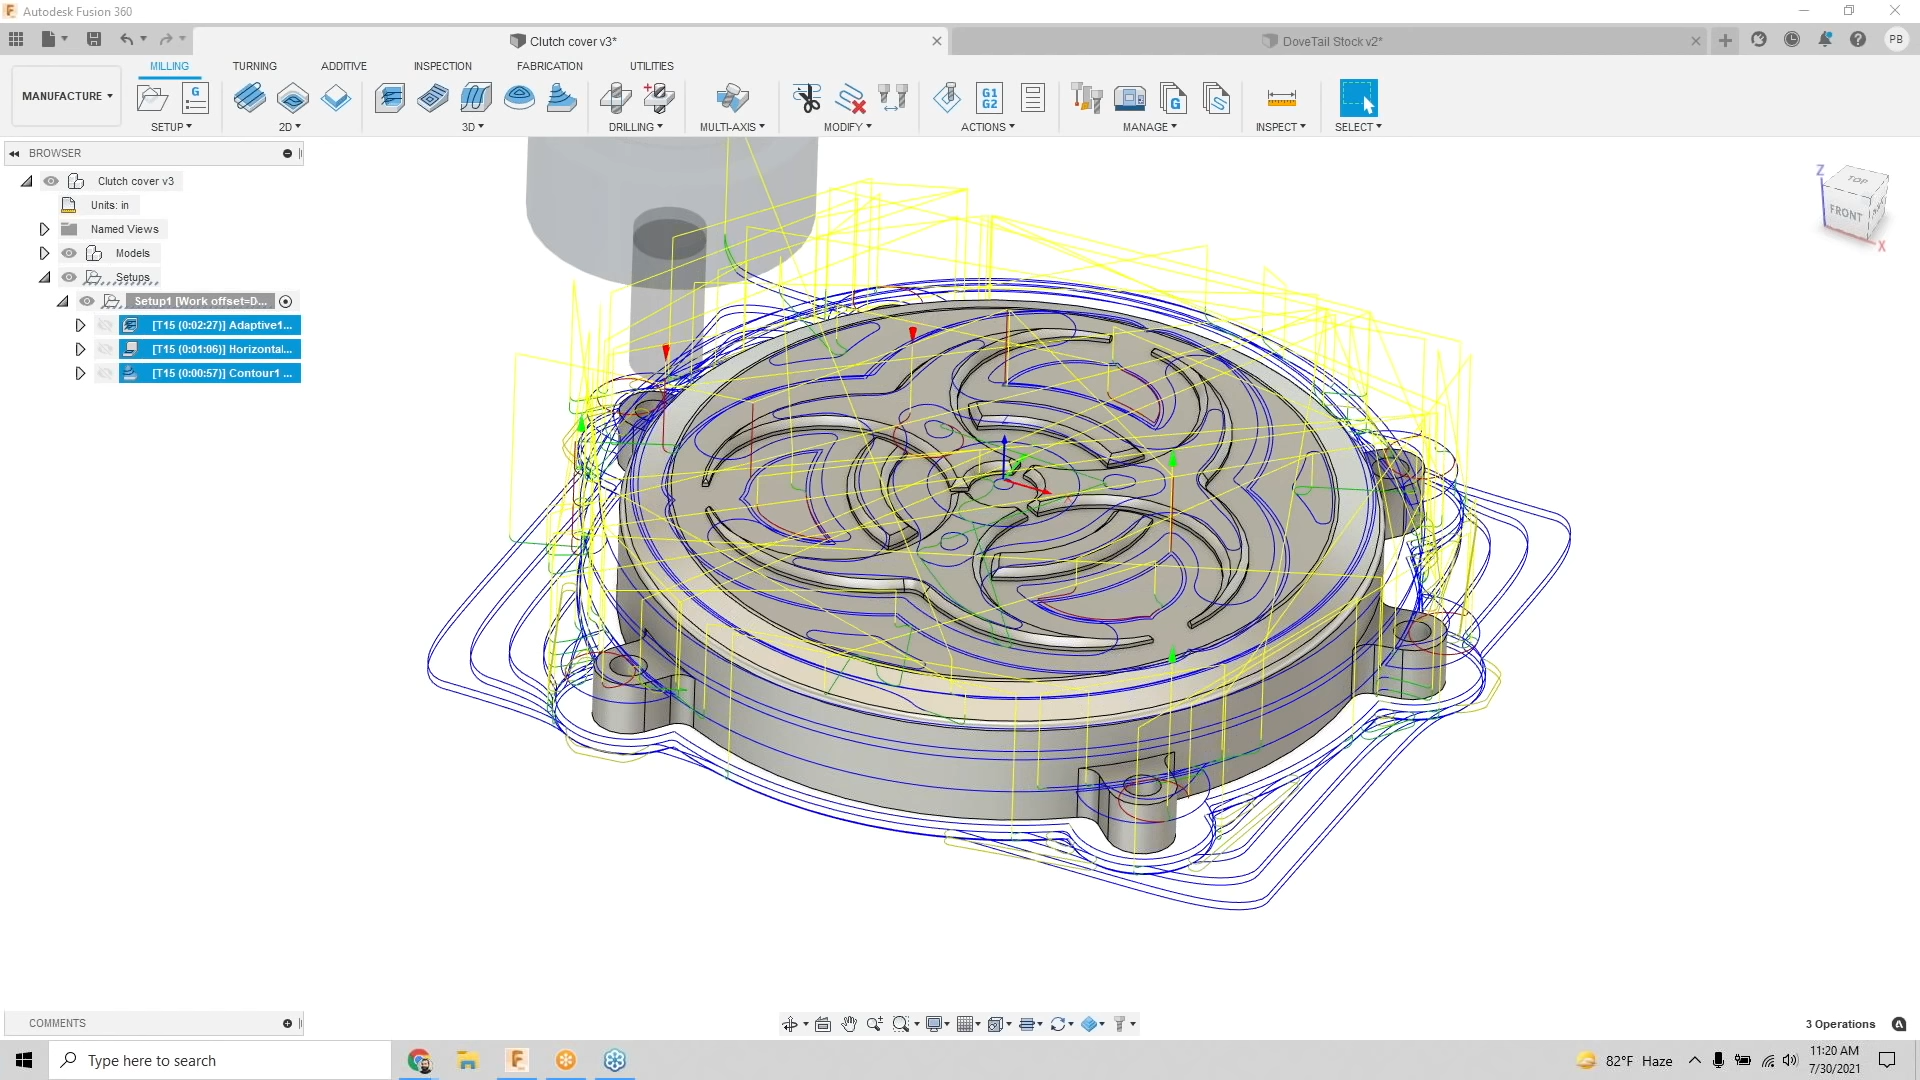 Autodesk Fusion 360
Clutch cover v3*
DoveTail Stock v2*
PB
MANUFACTURE
MILLING
TURNING
ADDITIVE
INSPECTION
FABRICATION
UTILITIES
G
G1
G2
G
SETUP
2D
3D
DRILLING
MULTI-AXIS
MODIFY
ACTIONS
MANAGE
INSPECT
SELECT
BROWSER
Clutch cover v3
Units: in
Named Views
Models
Setups
Setup1 [Work offset=D...
[T15 (0:02:27)] Adaptive1...
[T15 (0:01:06)] Horizontal...
[T15 (0:00:57)] Contour1 ...
Z
TOP
FRONT
X
COMMENTS
3 Operations
Type here to search
82°F Haze
11:20 AM
7/30/2021